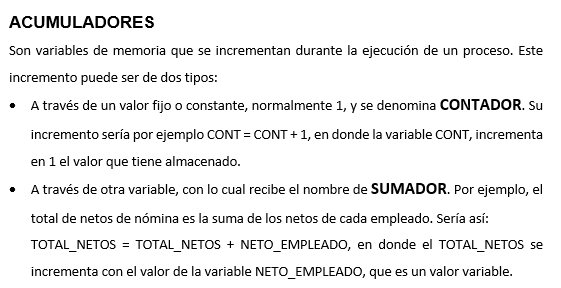 ACUMULADORES
Son variables de memoria que se incrementan durante la ejecución de un proceso. Este
incremento puede ser de dos tipos:
• A través de un valor fijo o constante, normalmente 1, y se denomina CONTADOR. Su
incremento sería por ejemplo CONT = CONT + 1, en donde la variable CONT, incrementa
en 1 el valor que tiene almacenado.
• A través de otra variable, con lo cual recibe el nombre de SUMADOR. Por ejemplo, el
total de netos de nómina es la suma de los netos de cada empleado. Sería así:
TOTAL_NETOS = TOTAL_NETOS + NETO_EMPLEADO, en donde el TOTAL_NETOS se
incrementa con el valor de la variable NETO_EMPLEADO, que es un valor variable.